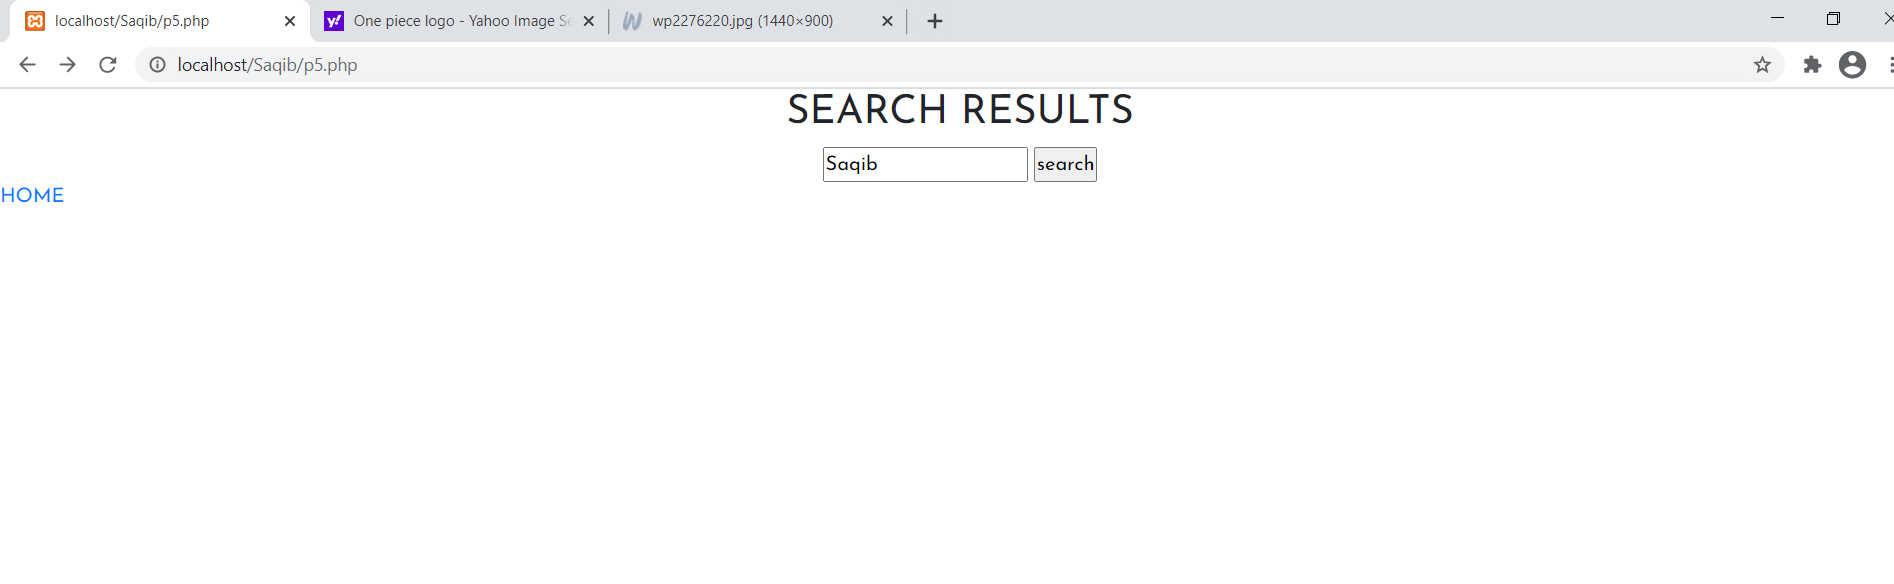 localhost/Saqib/p5.php
One piece logo - Yahoo Image Se
wp2276220.jpg (1440×900)
localhost/Saqib/p5.php
SEARCH RESULTS
Saqib search
HOME